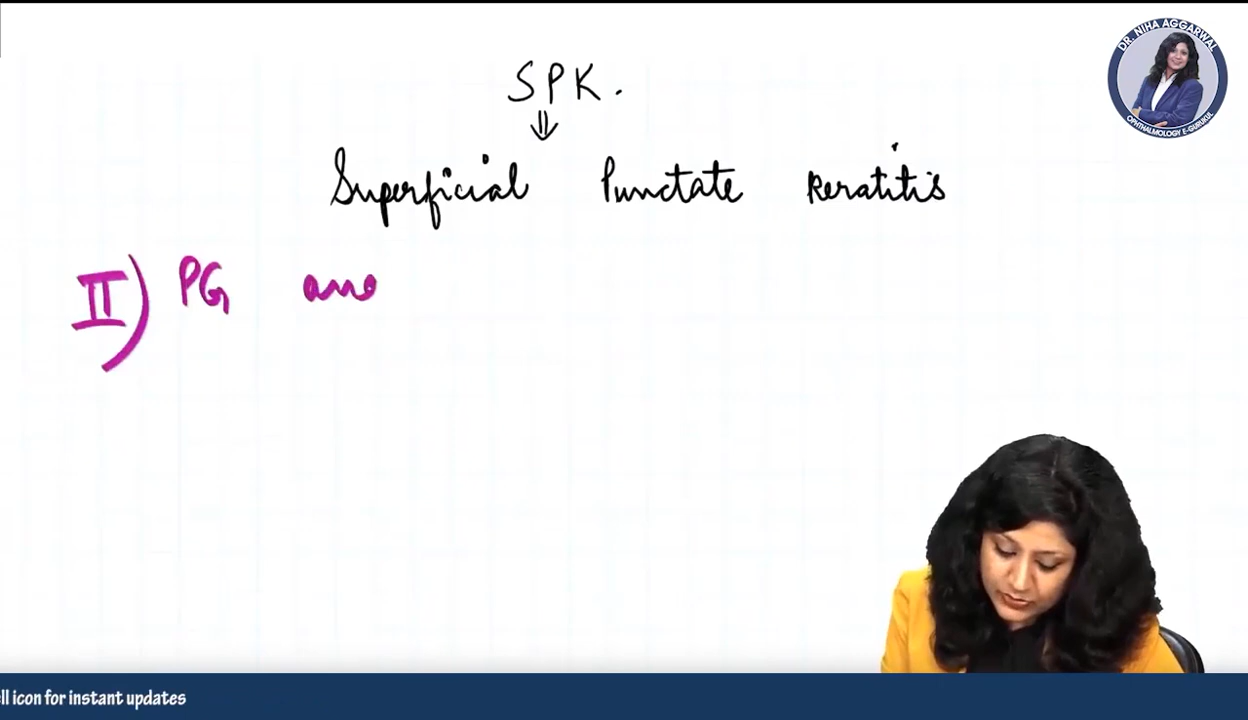 DR. NIHA AGGARWAL
OPHTHALMOLOGY E-GURUKUL
SPK.
⇓
Superficial Punctate Keratitis
II) PG ana
ll icon for instant updates